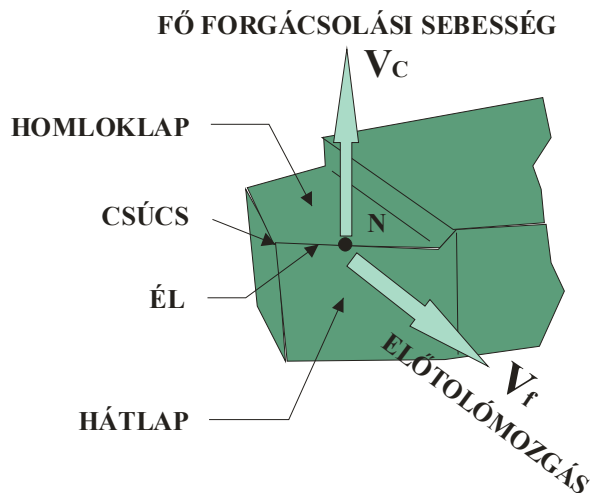 FŐ FORGÁCSOLÁSI SEBESSÉG
Vc
HOMLOKLAP
CSÚCS
N
ÉL
HÁTLAP
Vf
ELŐTOLÓMOZGÁS